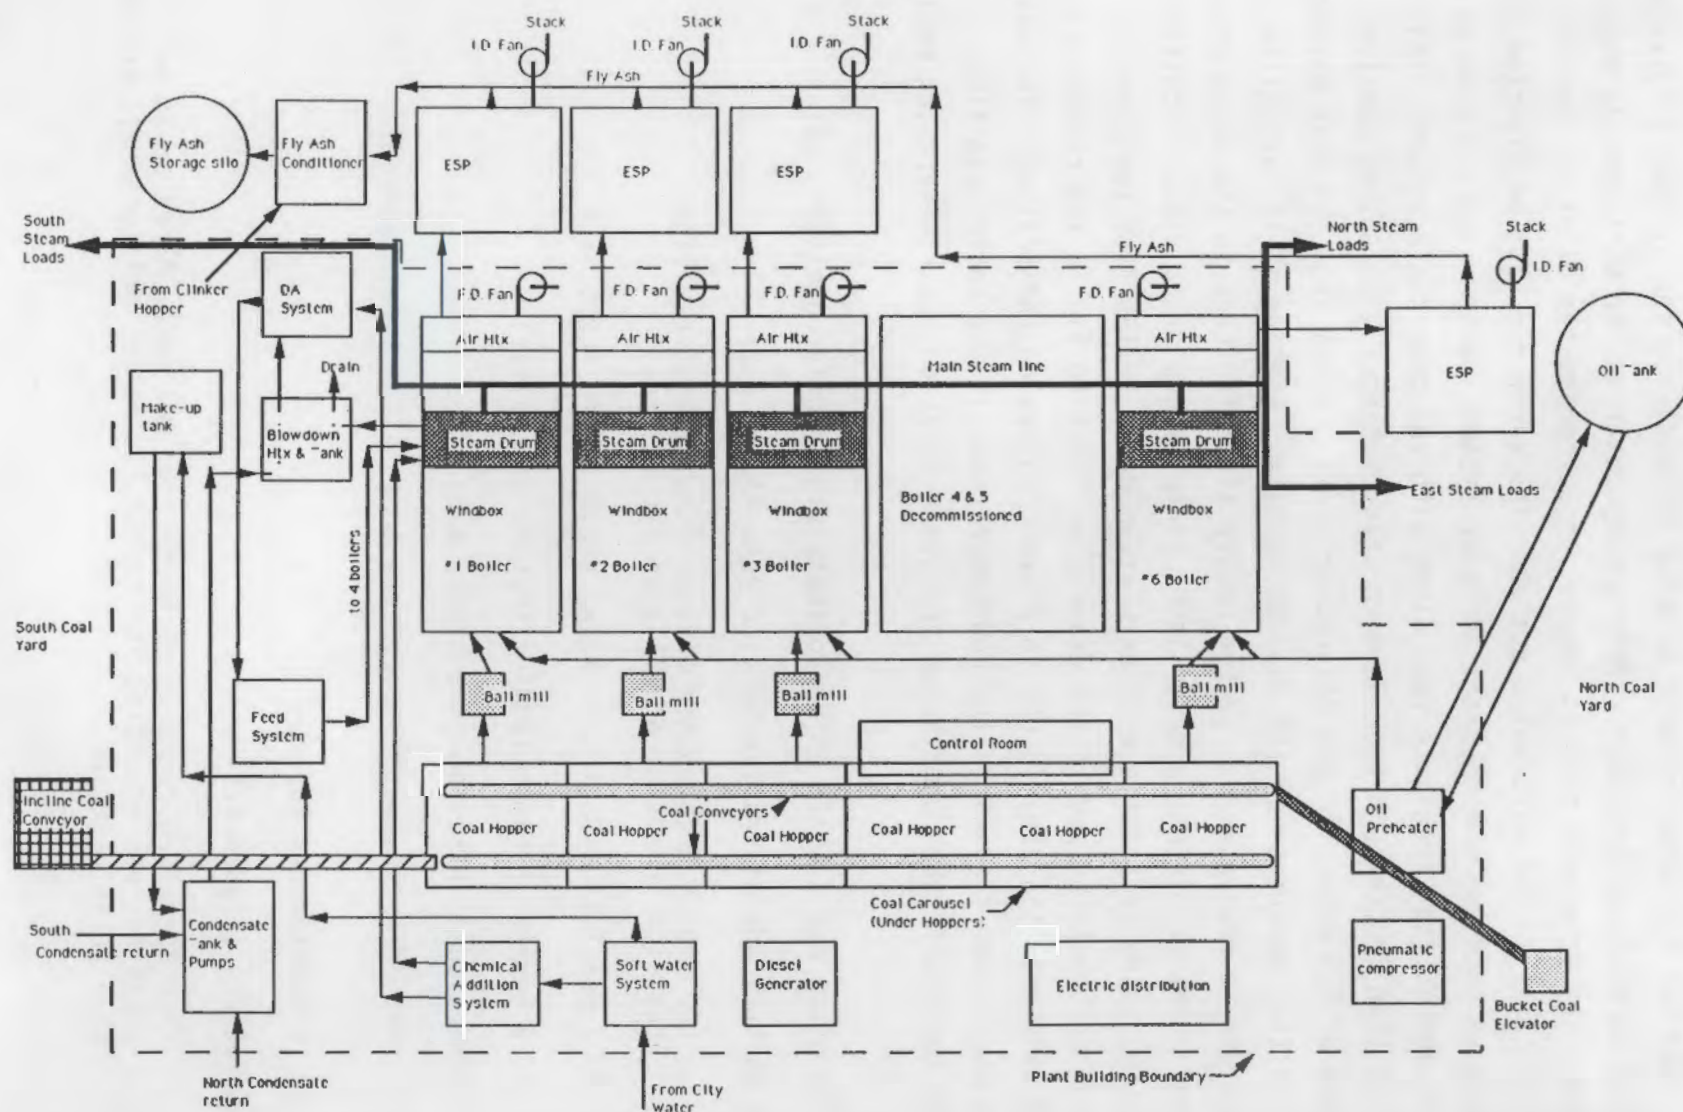 Stack
Stack
Stack
I.D. Fan
I.D. Fan
I.D. Fan
Fly Ash
Fly Ash
Storage silo
Fly Ash
Conditioner
ESP
ESP
ESP
South
Steam
Loads
North Steam
Loads
Stack
Fly Ash
I.D. Fan
From Clinker
Hopper
DA
System
F.D. Fan
F.D. Fan
F.D. Fan
F.D. Fan
Air Htx
Air Htx
Air Htx
Air Htx
Main Steam line
ESP
Oil Tank
Drain
Make-up
tank
Blowdown
Htx & Tank
Steam Drum
Steam Drum
Steam Drum
Steam Drum
East Steam Loads
Windbox
Windbox
Windbox
Boiler 4 & 5
Decommissioned
Windbox
#1 Boiler
#2 Boiler
#3 Boiler
#6 Boiler
to 4 boilers
South Coal
Yard
North Coal
Yard
Ball mill
Ball mill
Ball mill
Ball mill
Feed
System
Control Room
Incline Coal
Conveyor
Coal Conveyors
Coal Hopper
Coal Hopper
Coal Hopper
Coal Hopper
Coal Hopper
Coal Hopper
Oil
Preheater
Coal Carousel
(Under Hoppers)
South
Condensate return
Condensate
Tank &
Pumps
Chemical
Addition
System
Soft Water
System
Diesel
Generator
Electric distribution
Pneumatic
compressor
Bucket Coal
Elevator
North Condensate
return
From City
Water
Plant Building Boundary